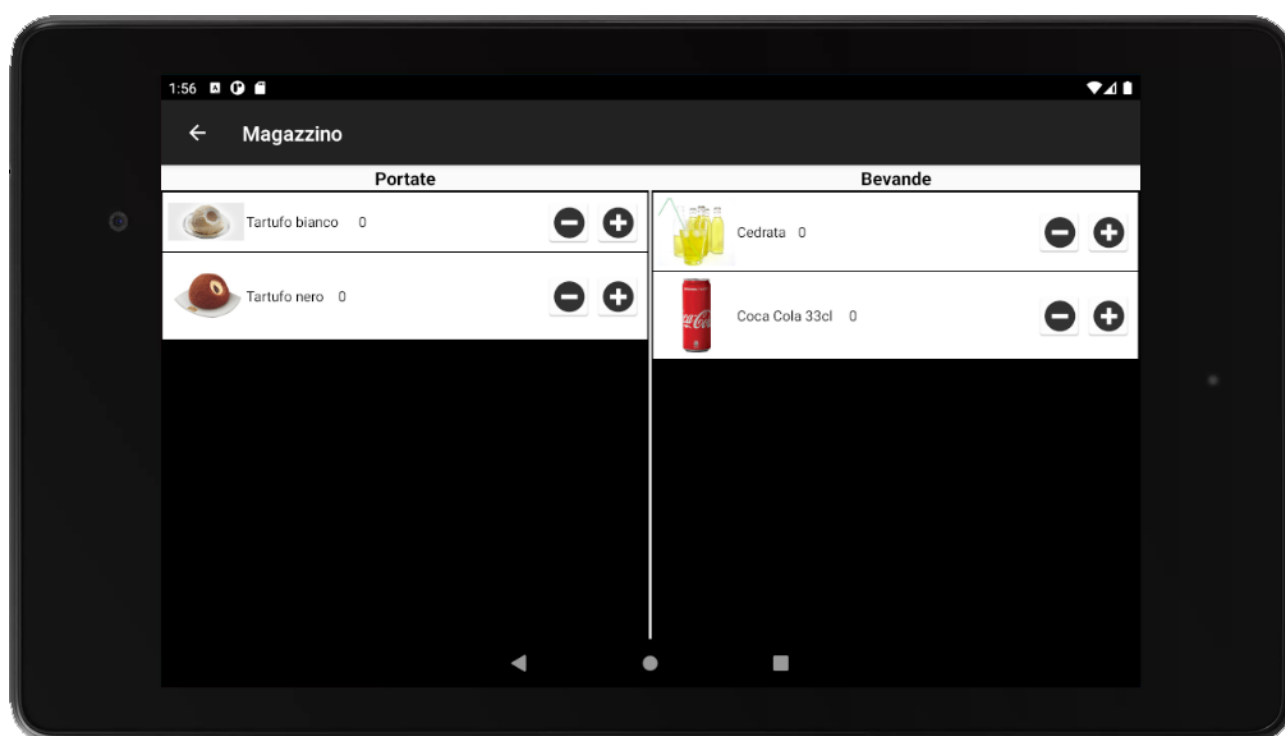 1:56
Magazzino
Portate
Tartufo bianco 0
Tartufo nero 0
Bevande
Cedrata 0
Coca Cola 33cl 0